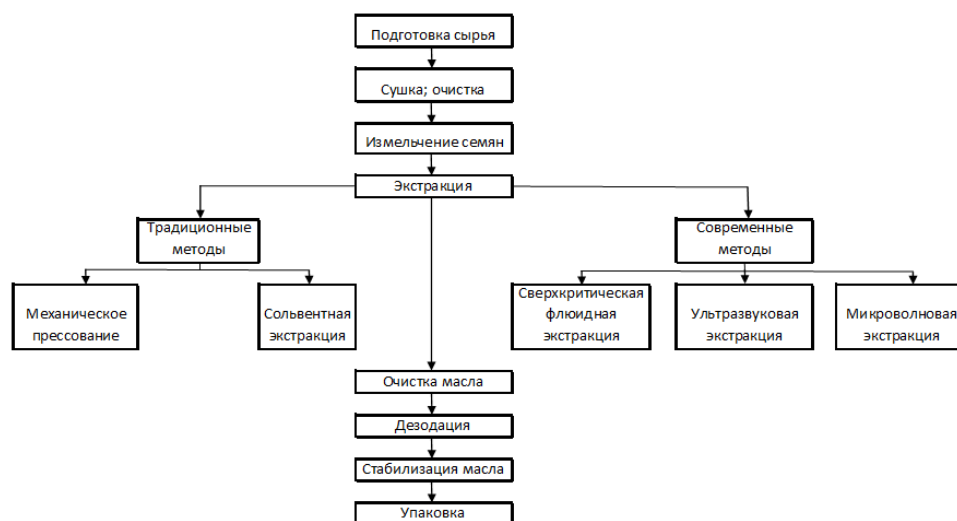 Подготовка сырья
Сушка; очистка
Измельчение семян
Экстракция
Традиционные
методы
Современные
методы
Механическое
прессование
Сольвентная
экстракция
Сверхкритическая
флюидная
экстракция
Ультразвуковая
экстракция
Микроволновая
экстракция
Очистка масла
Дезодация
Стабилизация масла
Упаковка